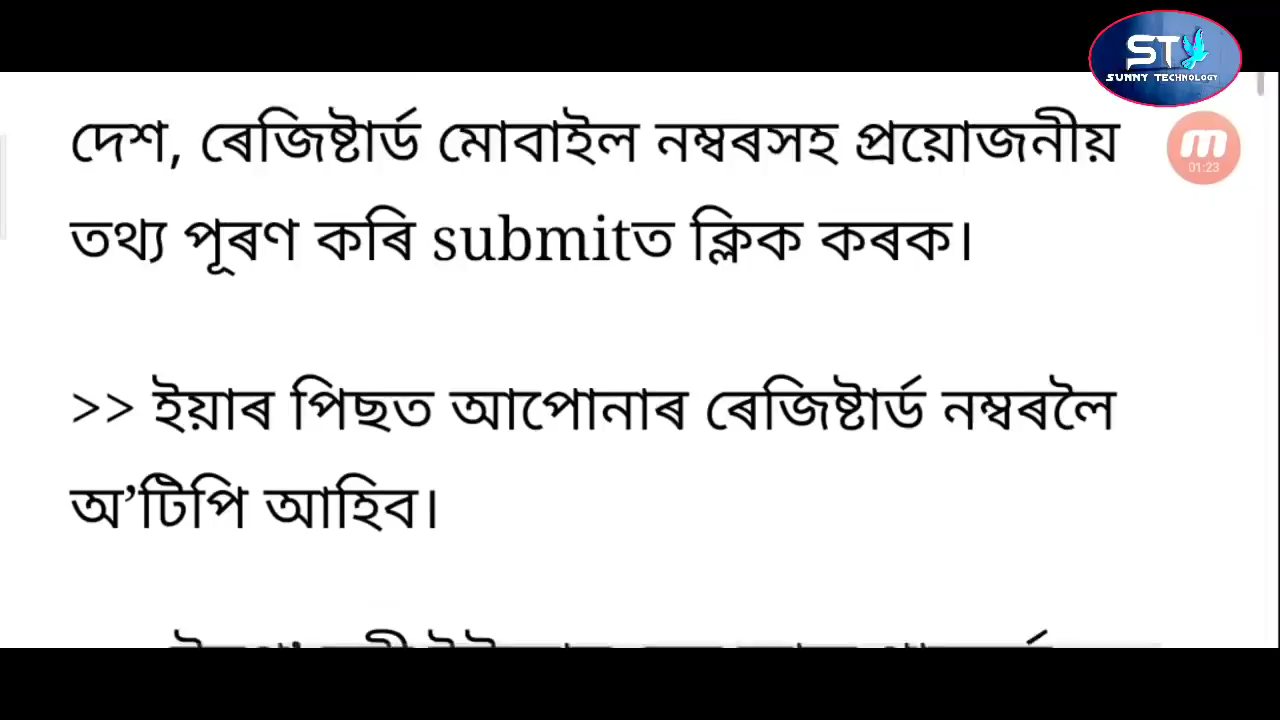 ST
SUNNY TECHNOLOGY
দেশ, ৰেজিষ্টাৰ্ড মোবাইল নম্বৰসহ প্ৰয়োজনীয়
01:23
তথ্য পূৰণ কৰি submitত ক্লিক কৰক।
>> ইয়াৰ পিছত আপোনাৰ ৰেজিষ্টাৰ্ড নম্বৰলৈ
অ’টিপি আহিব।